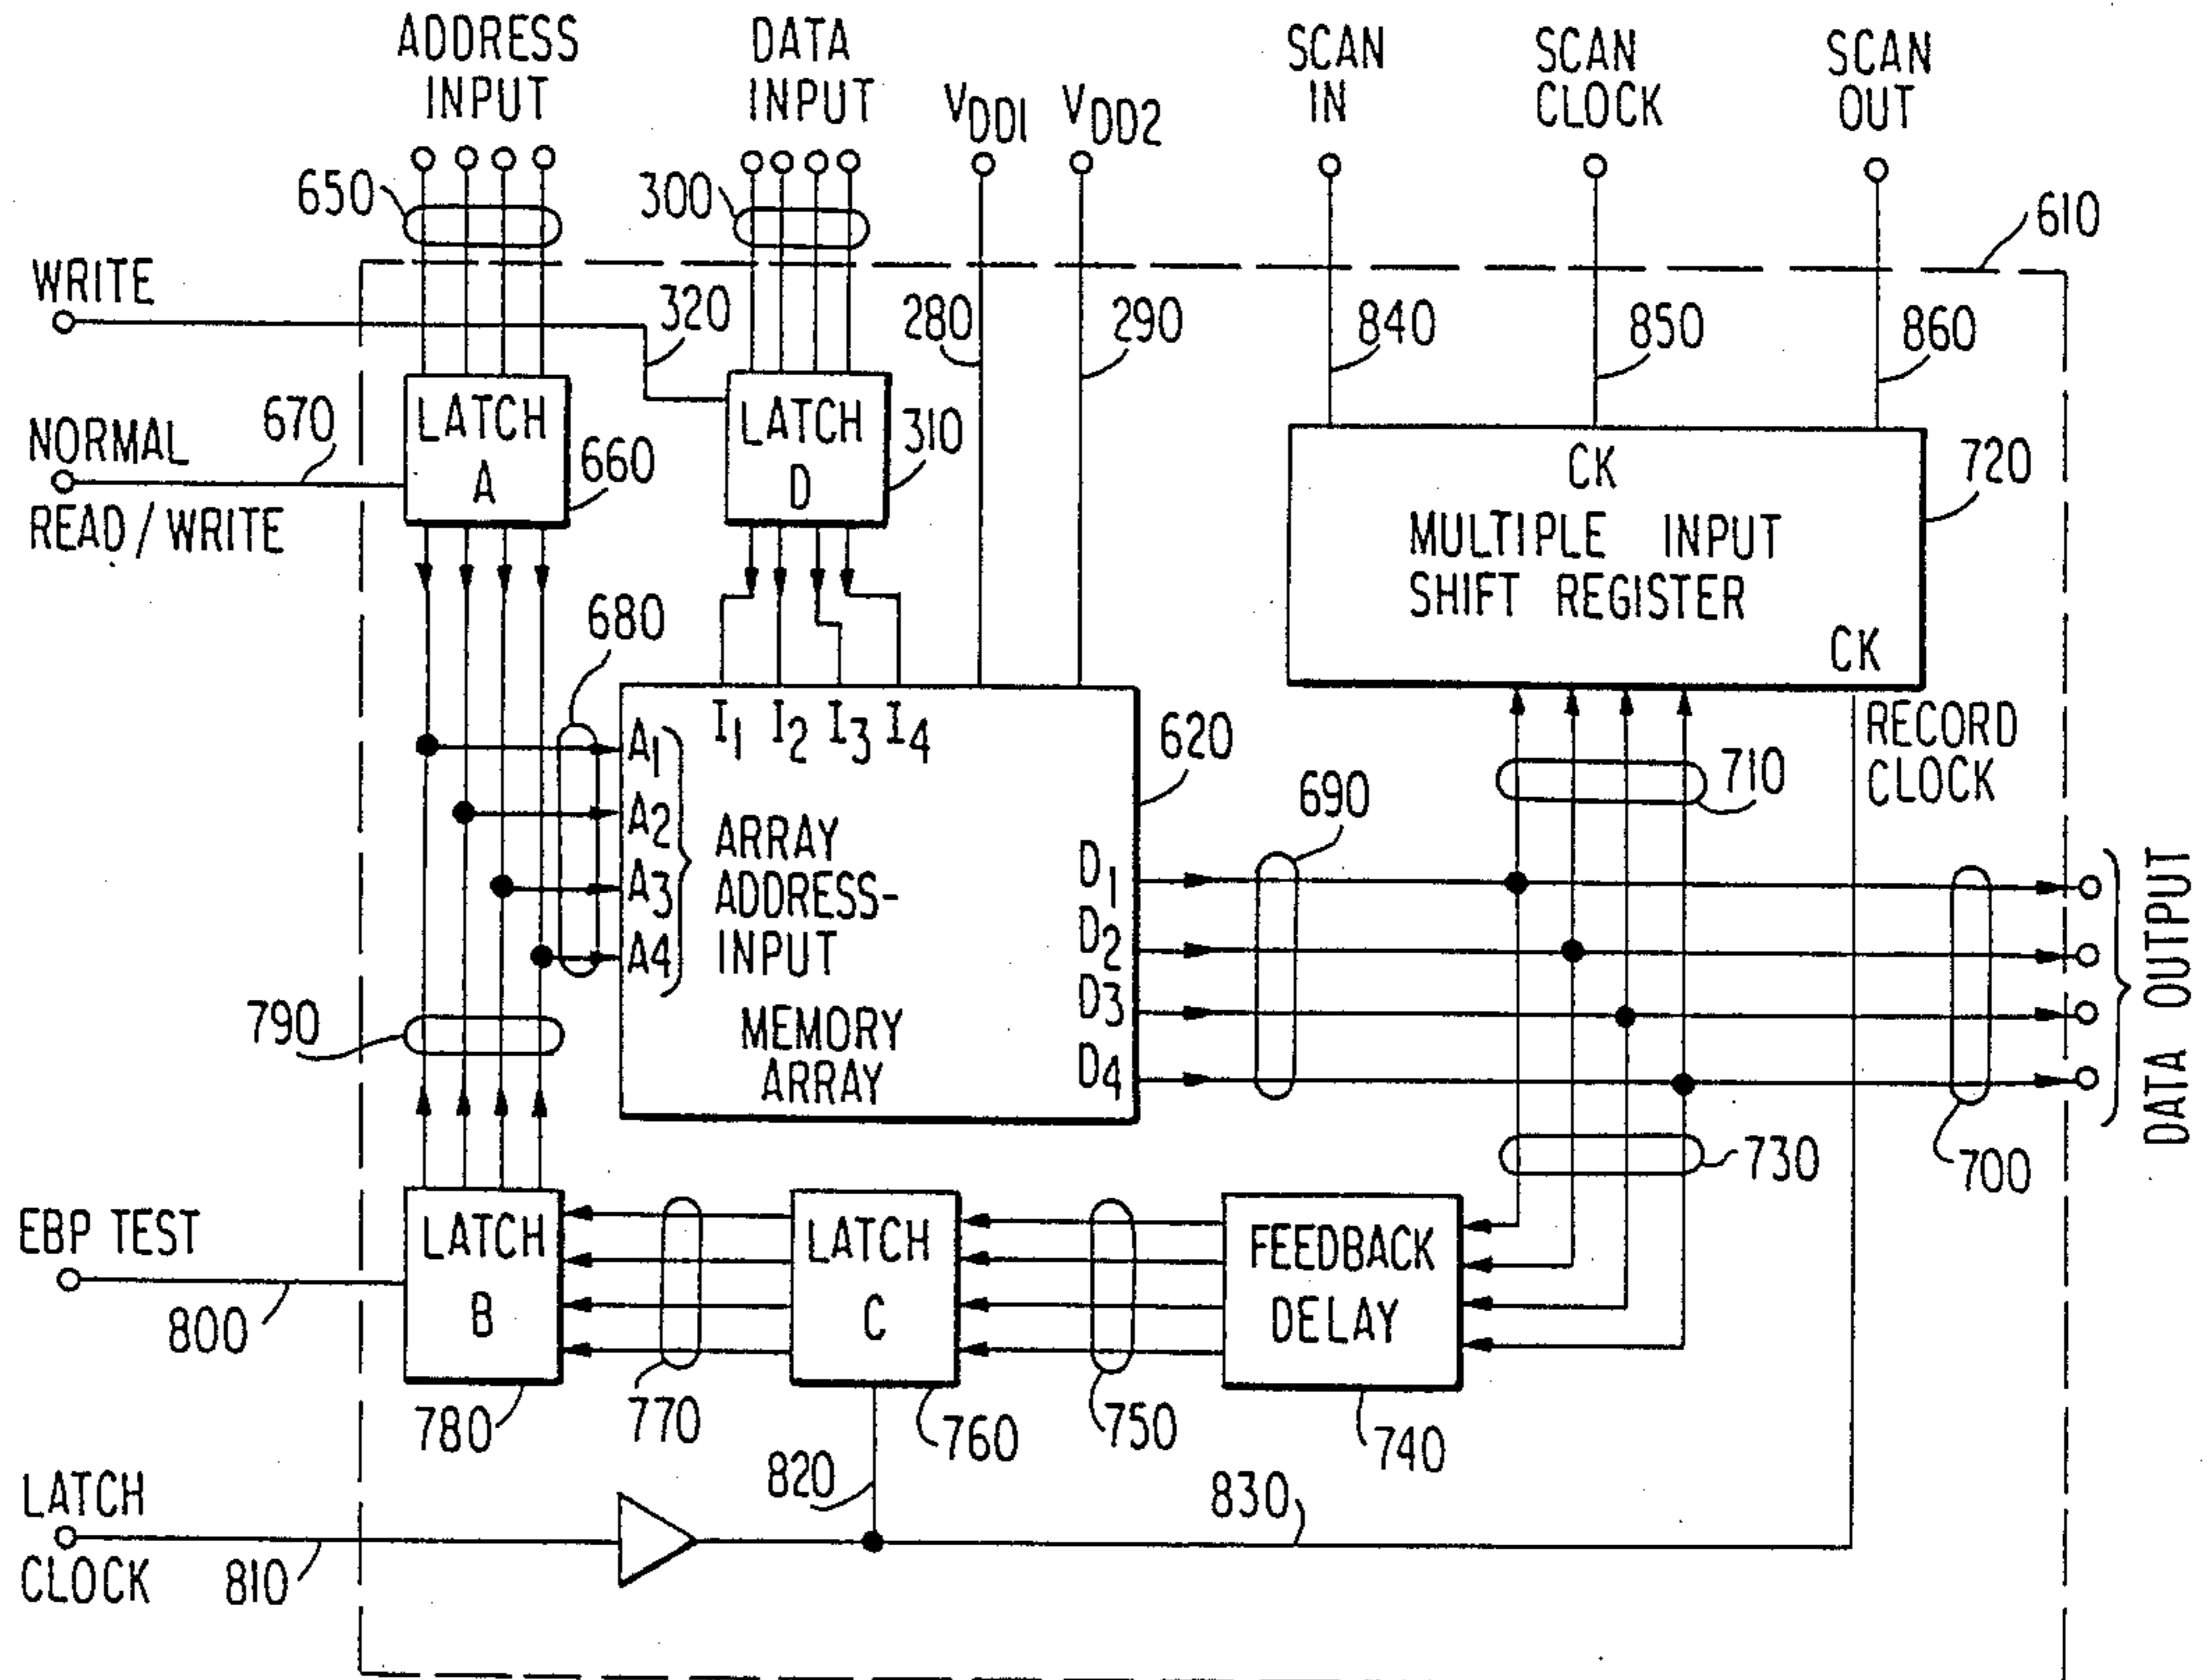 ADDRESS
INPUT
DATA
INPUT
VDD1
VDD2
SCAN
IN
SCAN
CLOCK
SCAN
OUT
650
300
610
WRITE
320
280
290
840
850
860
NORMAL
READ / WRITE
670
LATCH
A
660
LATCH
D
310
CK
MULTIPLE INPUT
SHIFT REGISTER
CK
720
680
I1 I2 I3 I4
A1
A2
A3
A4
ARRAY
ADDRESS-
INPUT
MEMORY
ARRAY
620
D1
D2
D3
D4
690
710
RECORD
CLOCK
DATA OUTPUT
790
730
700
EBP TEST
800
LATCH
B
780
770
LATCH
C
760
750
FEEDBACK
DELAY
740
LATCH
CLOCK
810
820
830